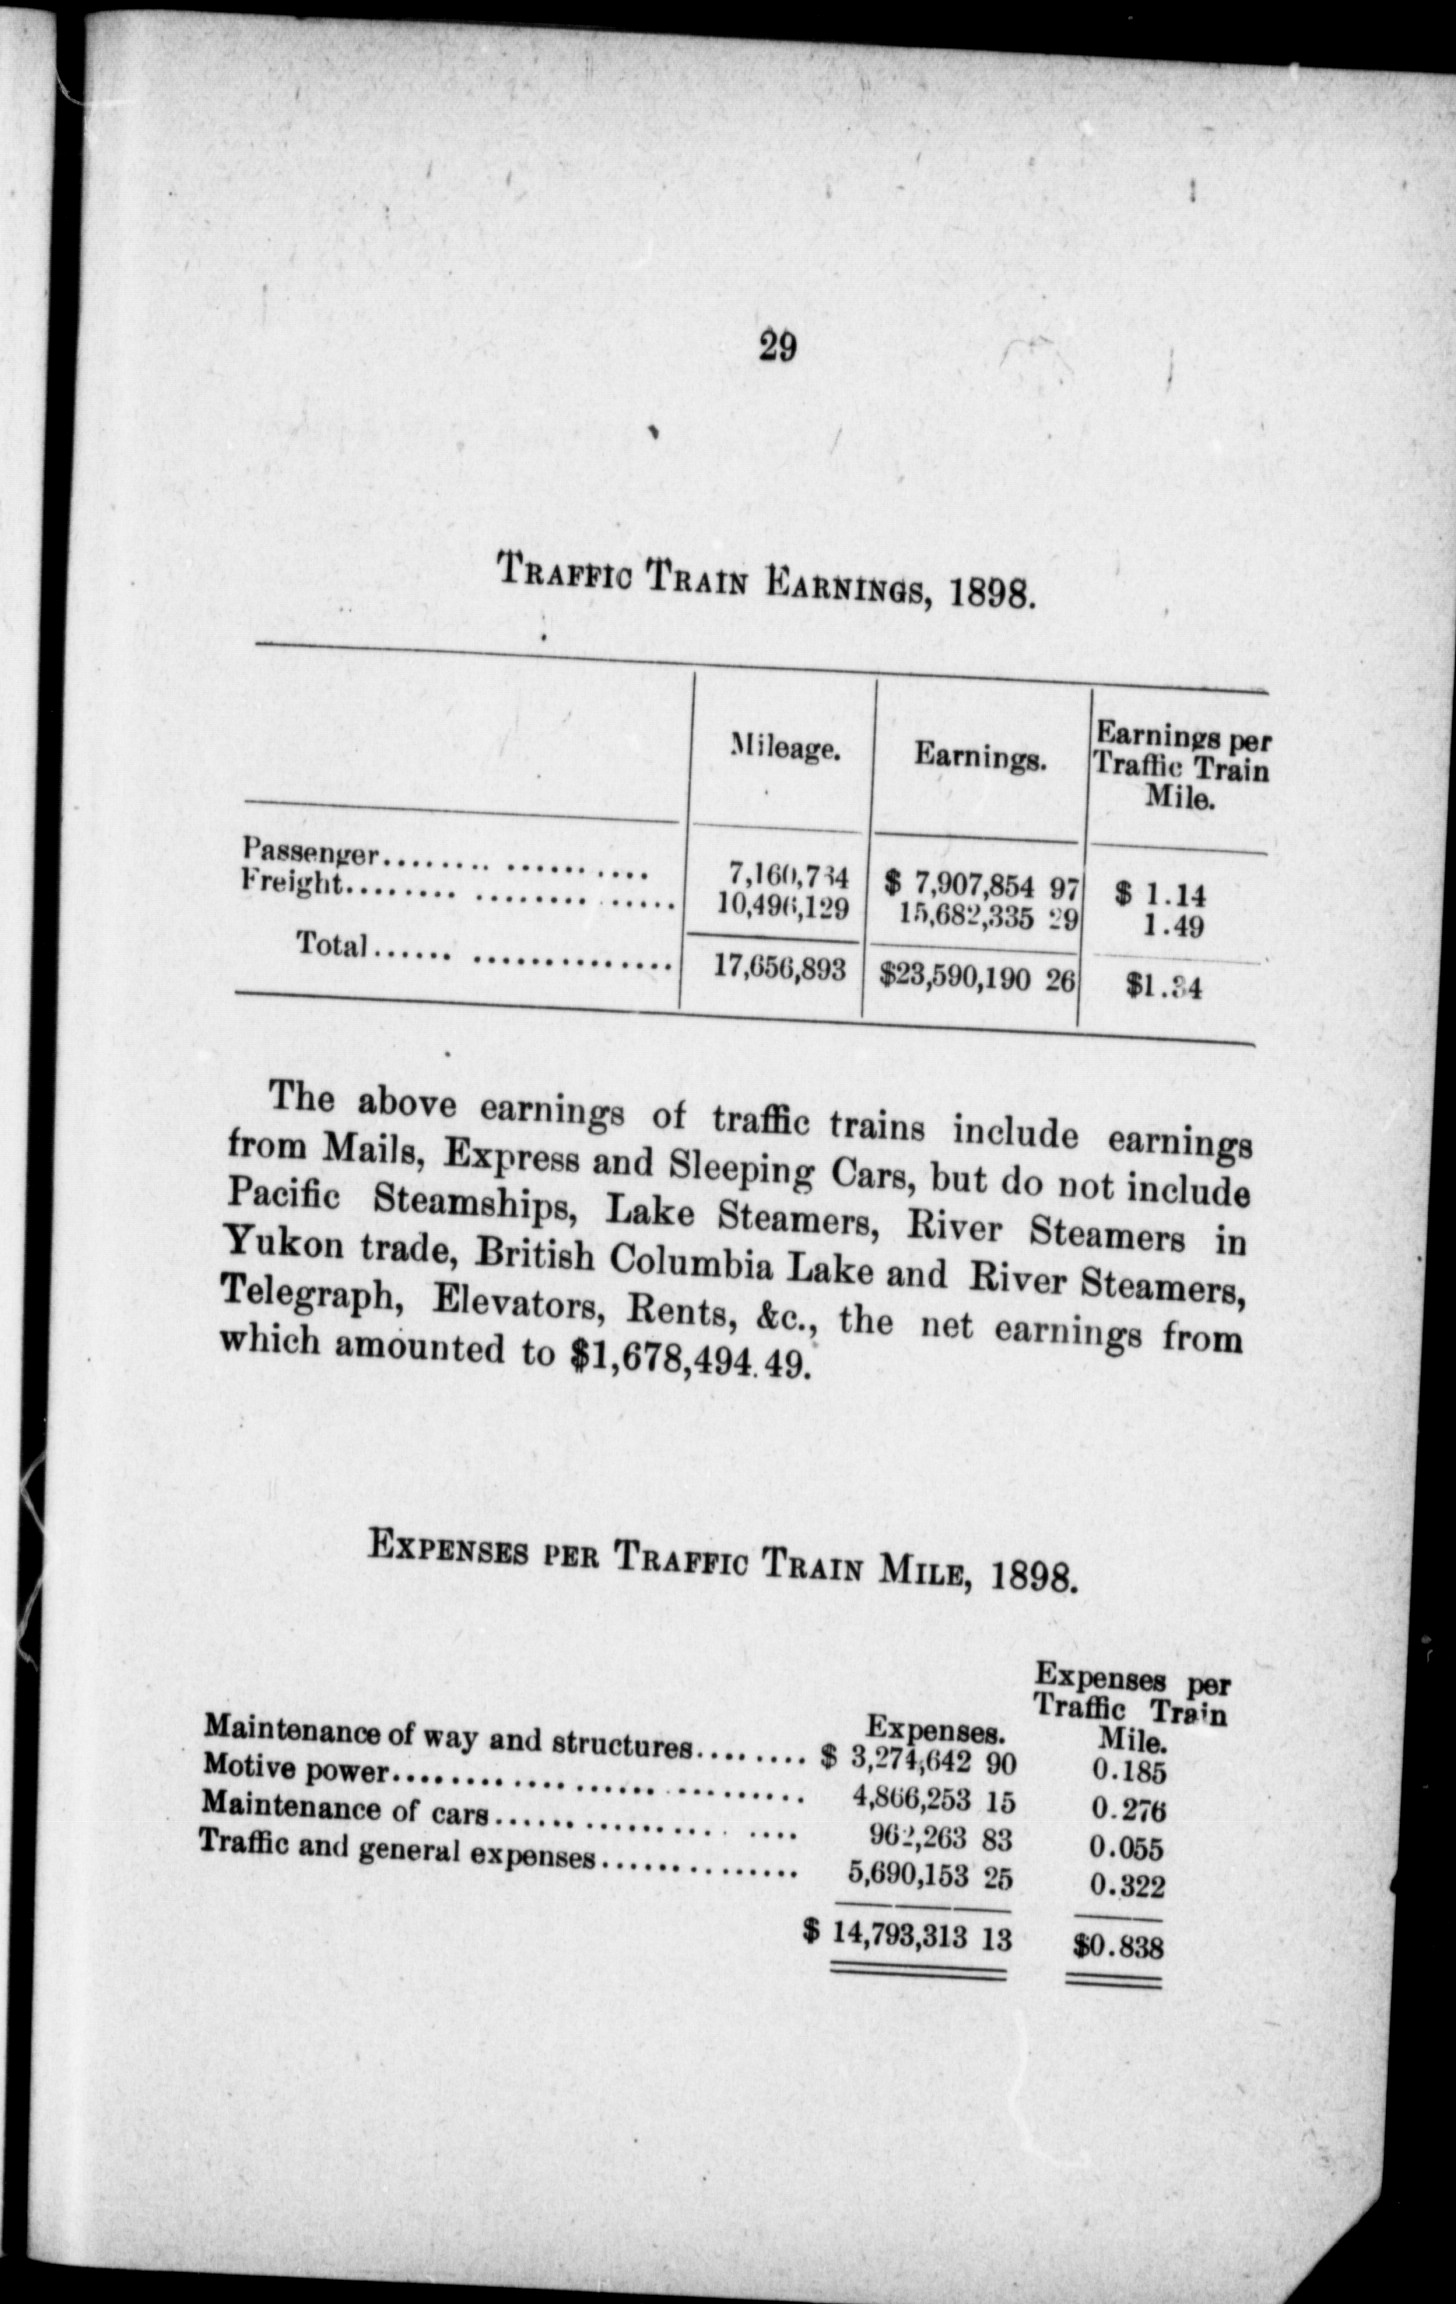 29
TRAFFIC TRAIN EARNINGS, 1898.
Mileage. Earnings. Earnings per
Traffic Train
Mile.
Passenger........ .......... 7,160,764 $ 7,907,854 97 $ 1.14
Freight........ ........ ..... 10,496,129 15,682,335 29 1.49
Total...... .............. 17,656,893 $23,590,190 26 $1.34
The above earnings of traffic trains include earnings
from Mails, Express and Sleeping Cars, but do not include
Pacific Steamships, Lake Steamers, River Steamers in
Yukon trade, British Columbia Lake and River Steamers,
Telegraph, Elevators, Rents, &c., the net earnings from
which amounted to $1,678,494.49.
EXPENSES PER TRAFFIC TRAIN MILE, 1898.
Expenses. Expenses per
Traffic Train
Mile.
Maintenance of way and structures........ $ 3,274,642 90 0.185
Motive power........ .......... ......... 4,866,253 15 0.276
Maintenance of cars...... ......... .... 962,263 83 0.055
Traffic and general expenses.............. 5,690,153 25 0.322
$ 14,793,313 13 $0.838